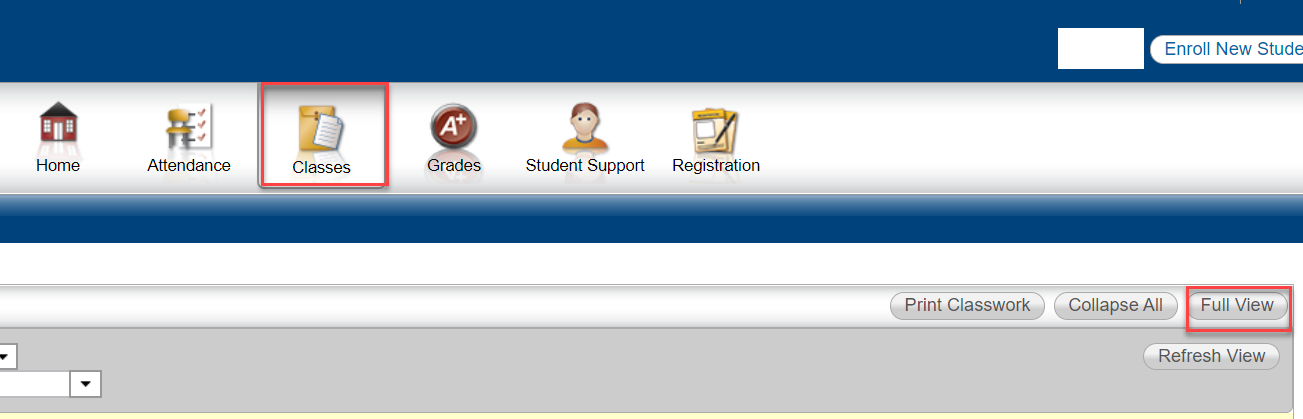 Enroll New Stude
Home Attendance Classes Grades Student Support Registration
Print Classwork Collapse All Full View
Refresh View